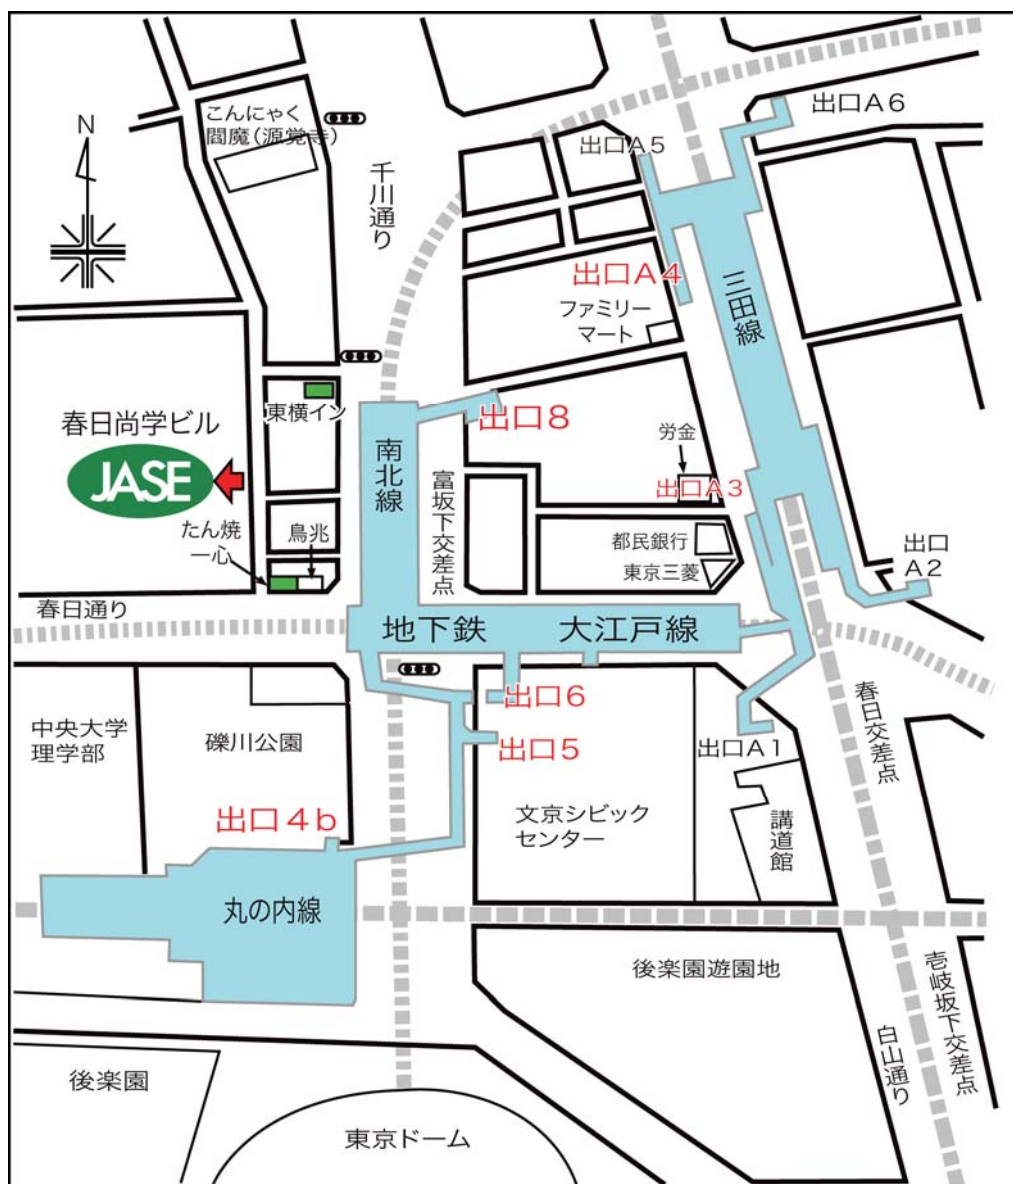 出口A6
こんにゃく
閻魔(源覚寺)
出口A5
N
千川通り
出口A4
三田線
ファミリー
マート
春日尚学ビル
東横イン
出口8
JASE
南北線
富坂下交差点
労金
出口A3
たん焼
一心
鳥兆
都民銀行
東京三菱
出口
A2
春日通り
地下鉄
大江戸線
出口6
春日交差点
中央大学
理学部
礫川公園
出口5
出口A1
出口4b
文京シビック
センター
講道館
丸の内線
後楽園遊園地
壱岐坂下交差点
白山通り
後楽園
東京ドーム